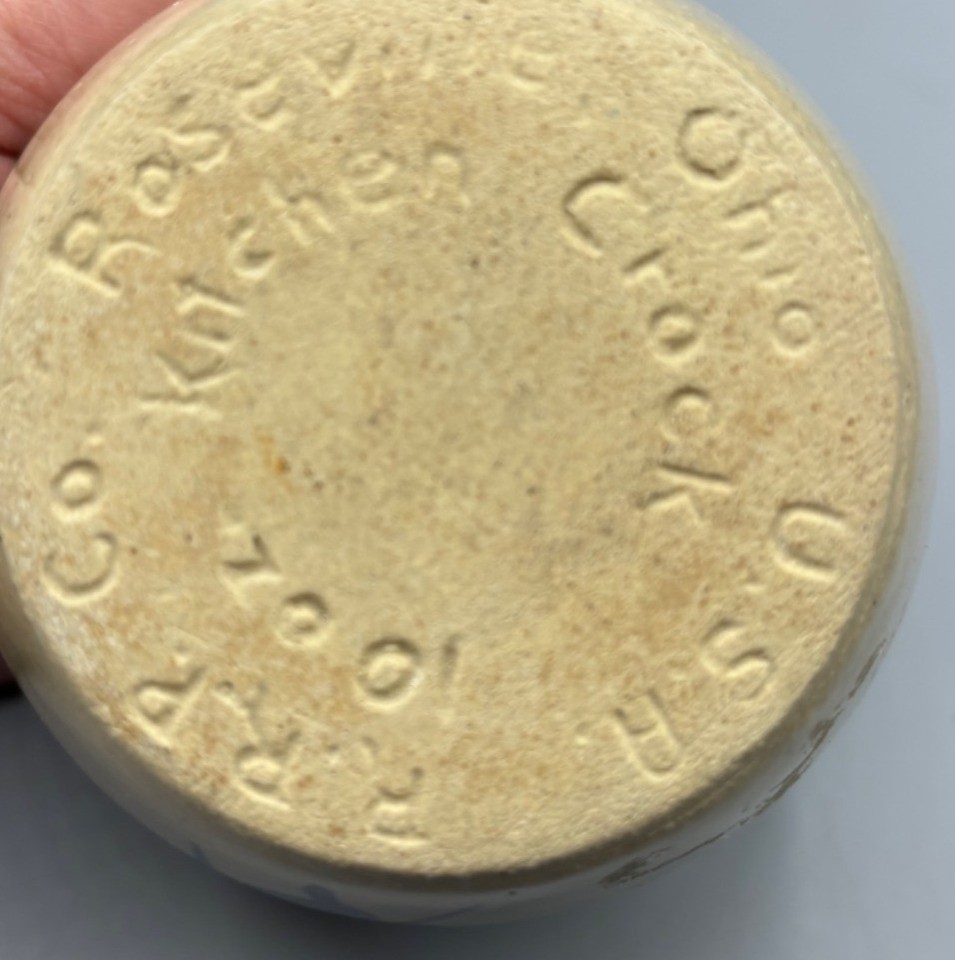 R.R.P. Co. Roseville Ohio U.S.A.
Kitchen Crock
10 oz